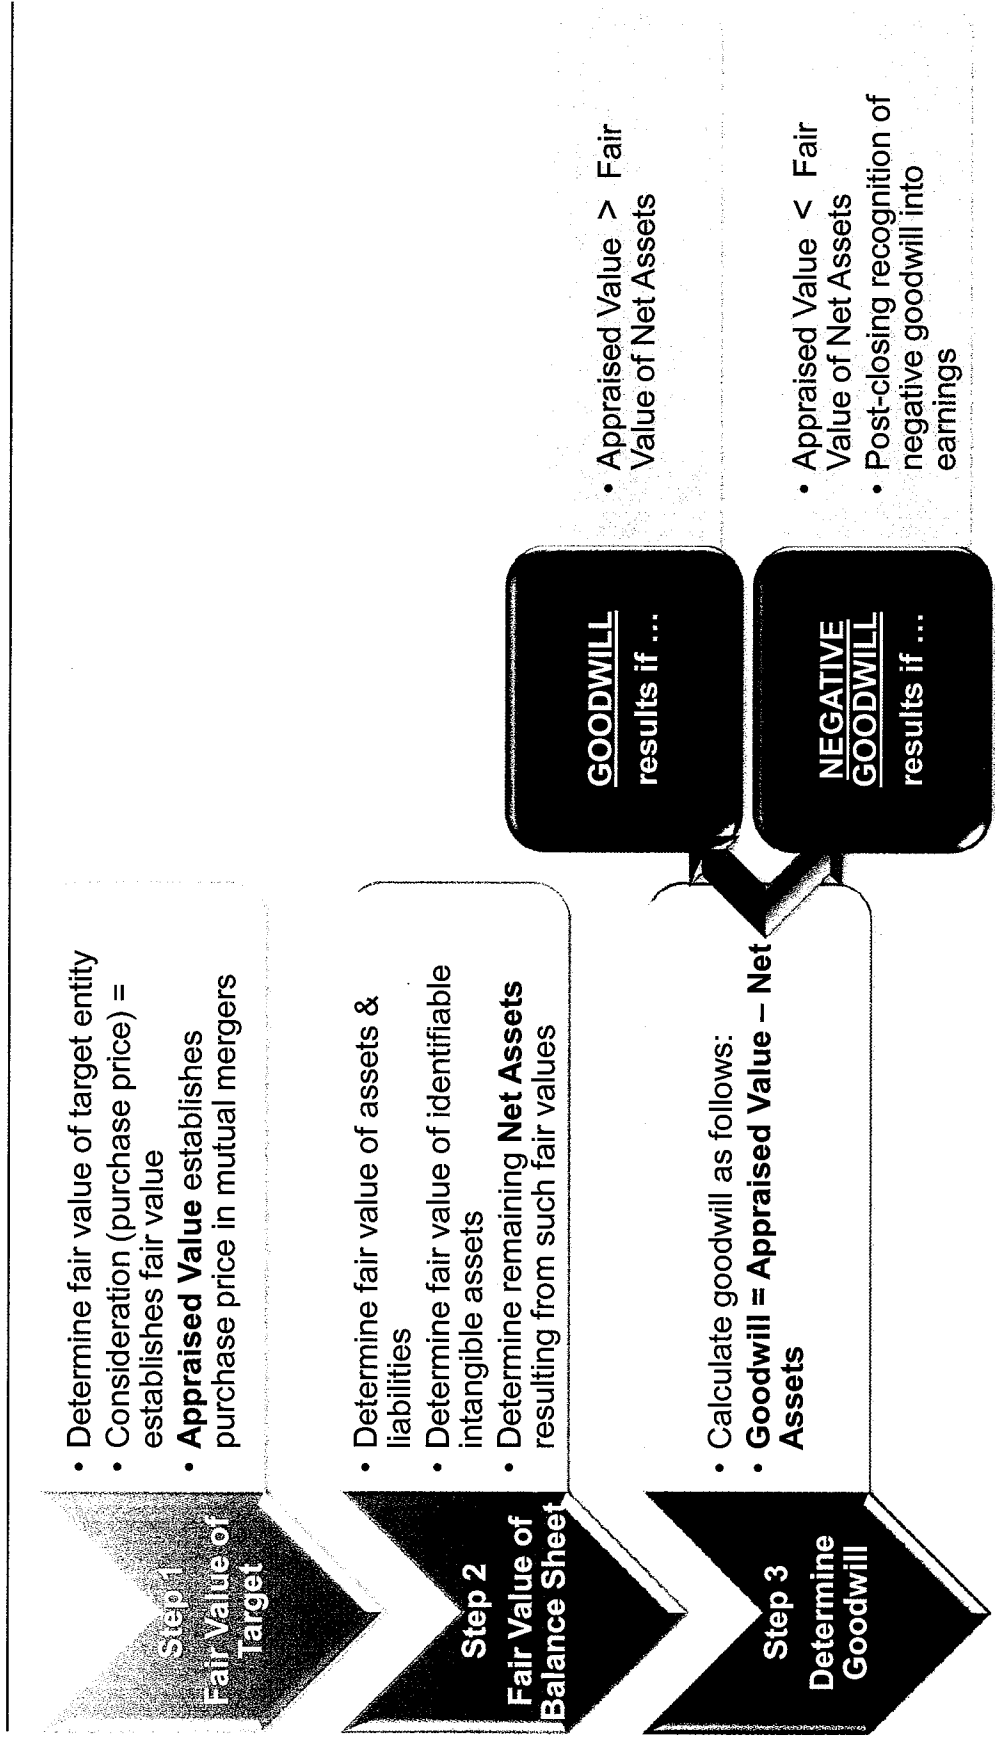 Step 1
Fair Value of
Target
• Determine fair value of target entity
• Consideration (purchase price) =
establishes fair value
• Appraised Value establishes
purchase price in mutual mergers
Step 2
Fair Value of
Balance Sheet
• Determine fair value of assets &
liabilities
• Determine fair value of identifiable
intangible assets
• Determine remaining Net Assets
resulting from such fair values
Step 3
Determine
Goodwill
• Calculate goodwill as follows:
• Goodwill = Appraised Value – Net
Assets
GOODWILL
results if ...
• Appraised Value > Fair
Value of Net Assets
NEGATIVE
GOODWILL
results if ...
• Appraised Value < Fair
Value of Net Assets
• Post-closing recognition of
negative goodwill into
earnings